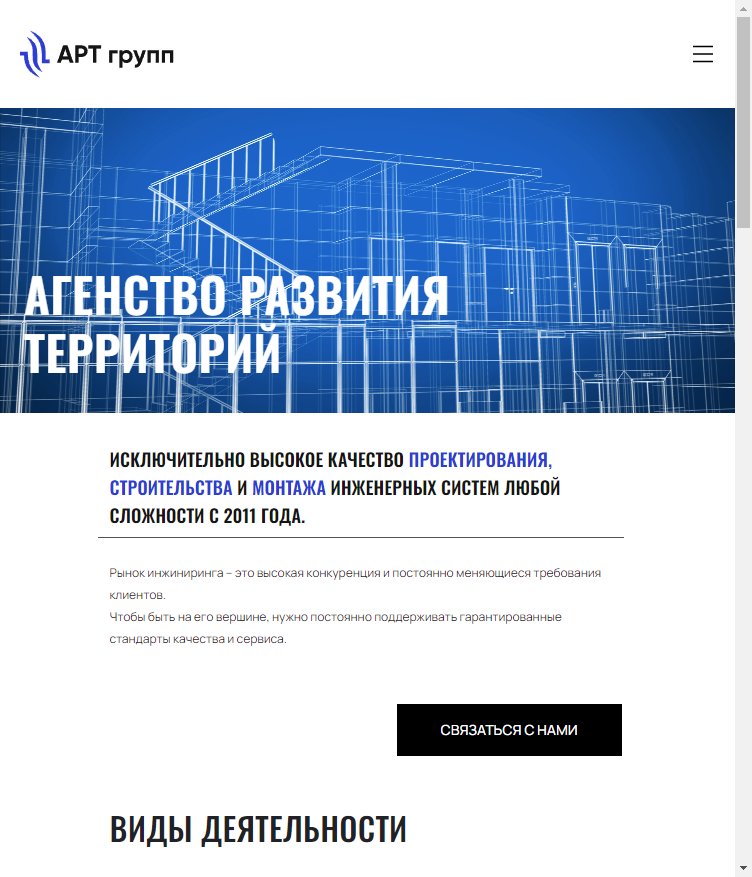 АРТ групп
АГЕНСТВО РАЗВИТИЯ
ТЕРРИТОРИЙ
ИСКЛЮЧИТЕЛЬНО ВЫСОКОЕ КАЧЕСТВО ПРОЕКТИРОВАНИЯ,
СТРОИТЕЛЬСТВА И МОНТАЖА ИНЖЕНЕРНЫХ СИСТЕМ ЛЮБОЙ
СЛОЖНОСТИ С 2011 ГОДА.
Рынок инжиниринга – это высокая конкуренция и постоянно меняющиеся требования
клиентов.
Чтобы быть на его вершине, нужно постоянно поддерживать гарантированные
стандарты качества и сервиса.
СВЯЗАТЬСЯ С НАМИ
ВИДЫ ДЕЯТЕЛЬНОСТИ